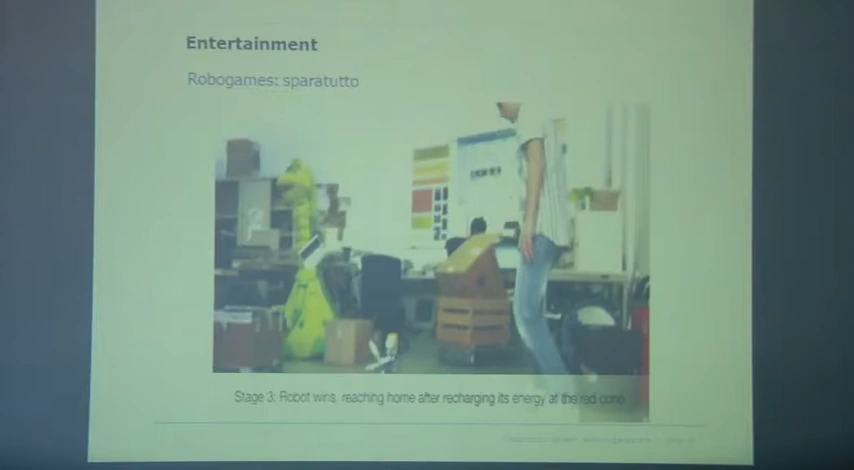 Entertainment
Robogames: sparatutto
Stage 3: Robot wins, reaching home after recharging its energy at the red cone